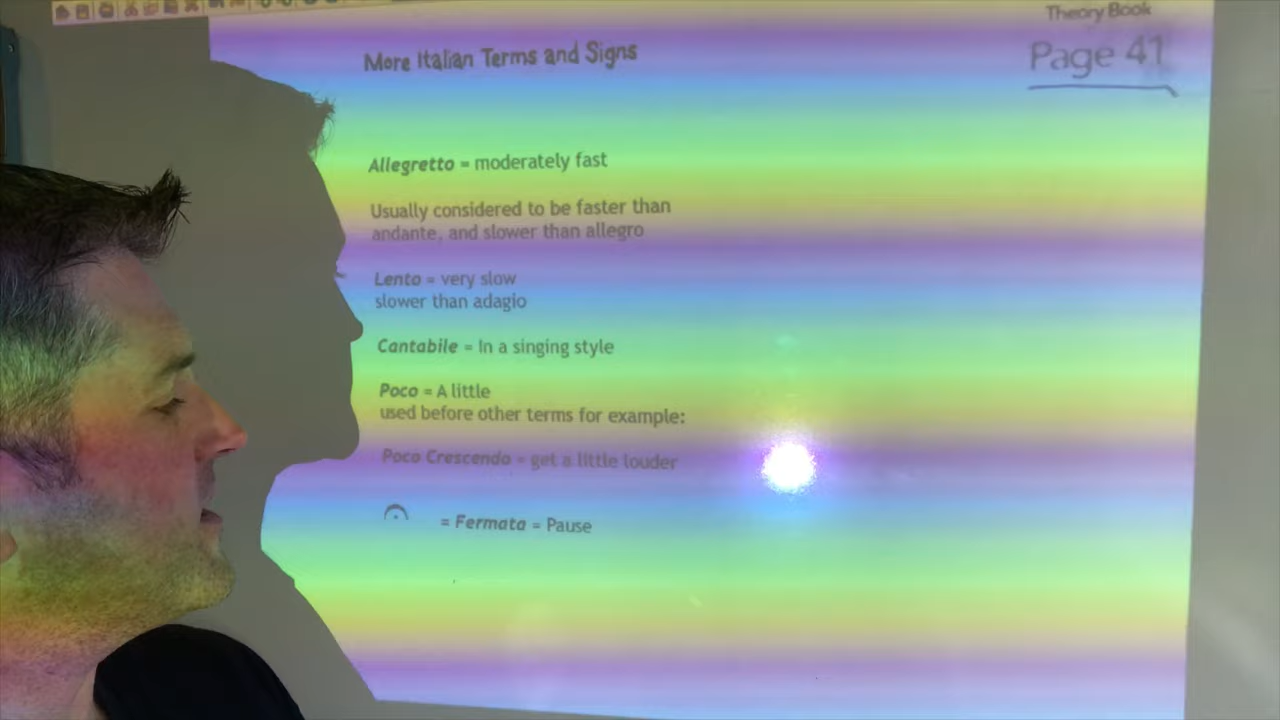 Theory Book
More Italian Terms and Signs
Page 41
Allegretto = moderately fast
Usually considered to be faster than
andante, and slower than allegro
Lento = very slow
slower than adagio
Cantabile = In a singing style
Poco = A little
used before other terms for example:
Poco Crescendo = get a little louder
= Fermata = Pause